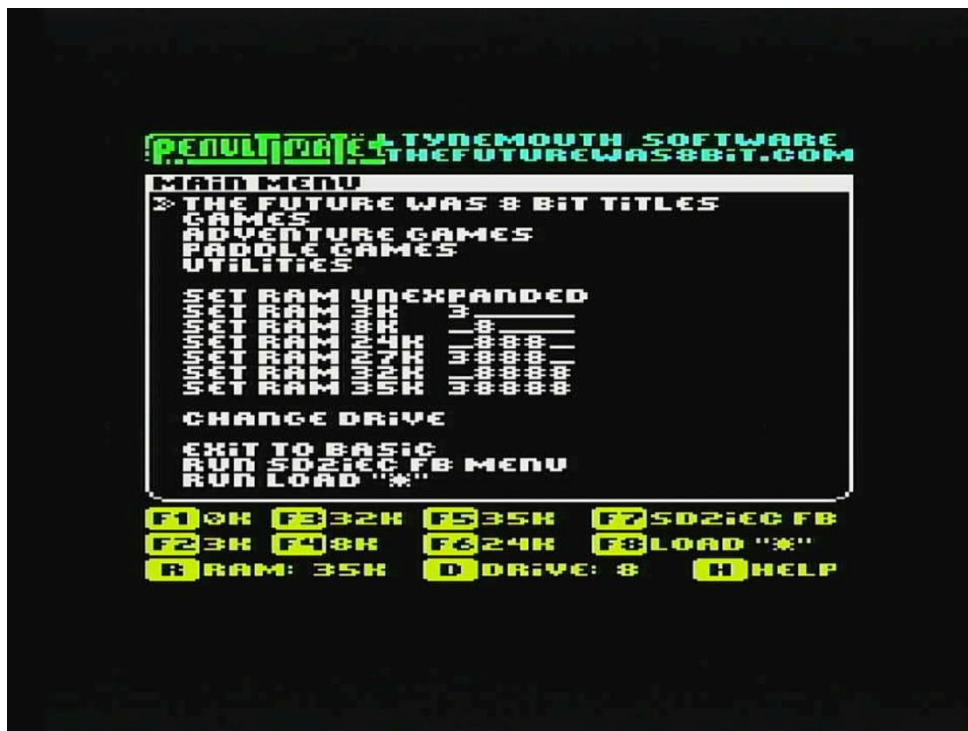 PENULTIMATE+ TYNEMOUTH SOFTWARE
THEFUTUREWAS8BiT.COM
MAiN MENU
THE FUTURE WAS 8 BiT TiTLES
GAMES
ADVENTURE GAMES
PADDLE GAMES
UTiLiTiES
SET RAM UNEXPANDED
SET RAM 3K 3_____
SET RAM 8K _8____
SET RAM 24K _888_
SET RAM 27K 3888_
SET RAM 32K _8888
SET RAM 35K 38888
CHANGE DRiVE
EXiT TO BASiC
RUN SD2iEC FB MENU
RUN LOAD "*"
F1 0K F3 32K F5 35K F7 SD2iEC FB
F2 3K F4 8K F6 24K F8 LOAD "*"
R RAM: 35K D DRiVE: 8 H HELP